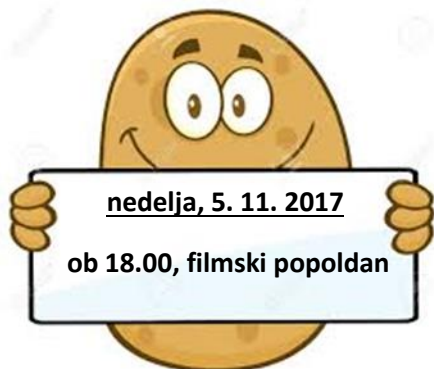 nedelja, 5. 11. 2017
ob 18.00, filmski popoldan